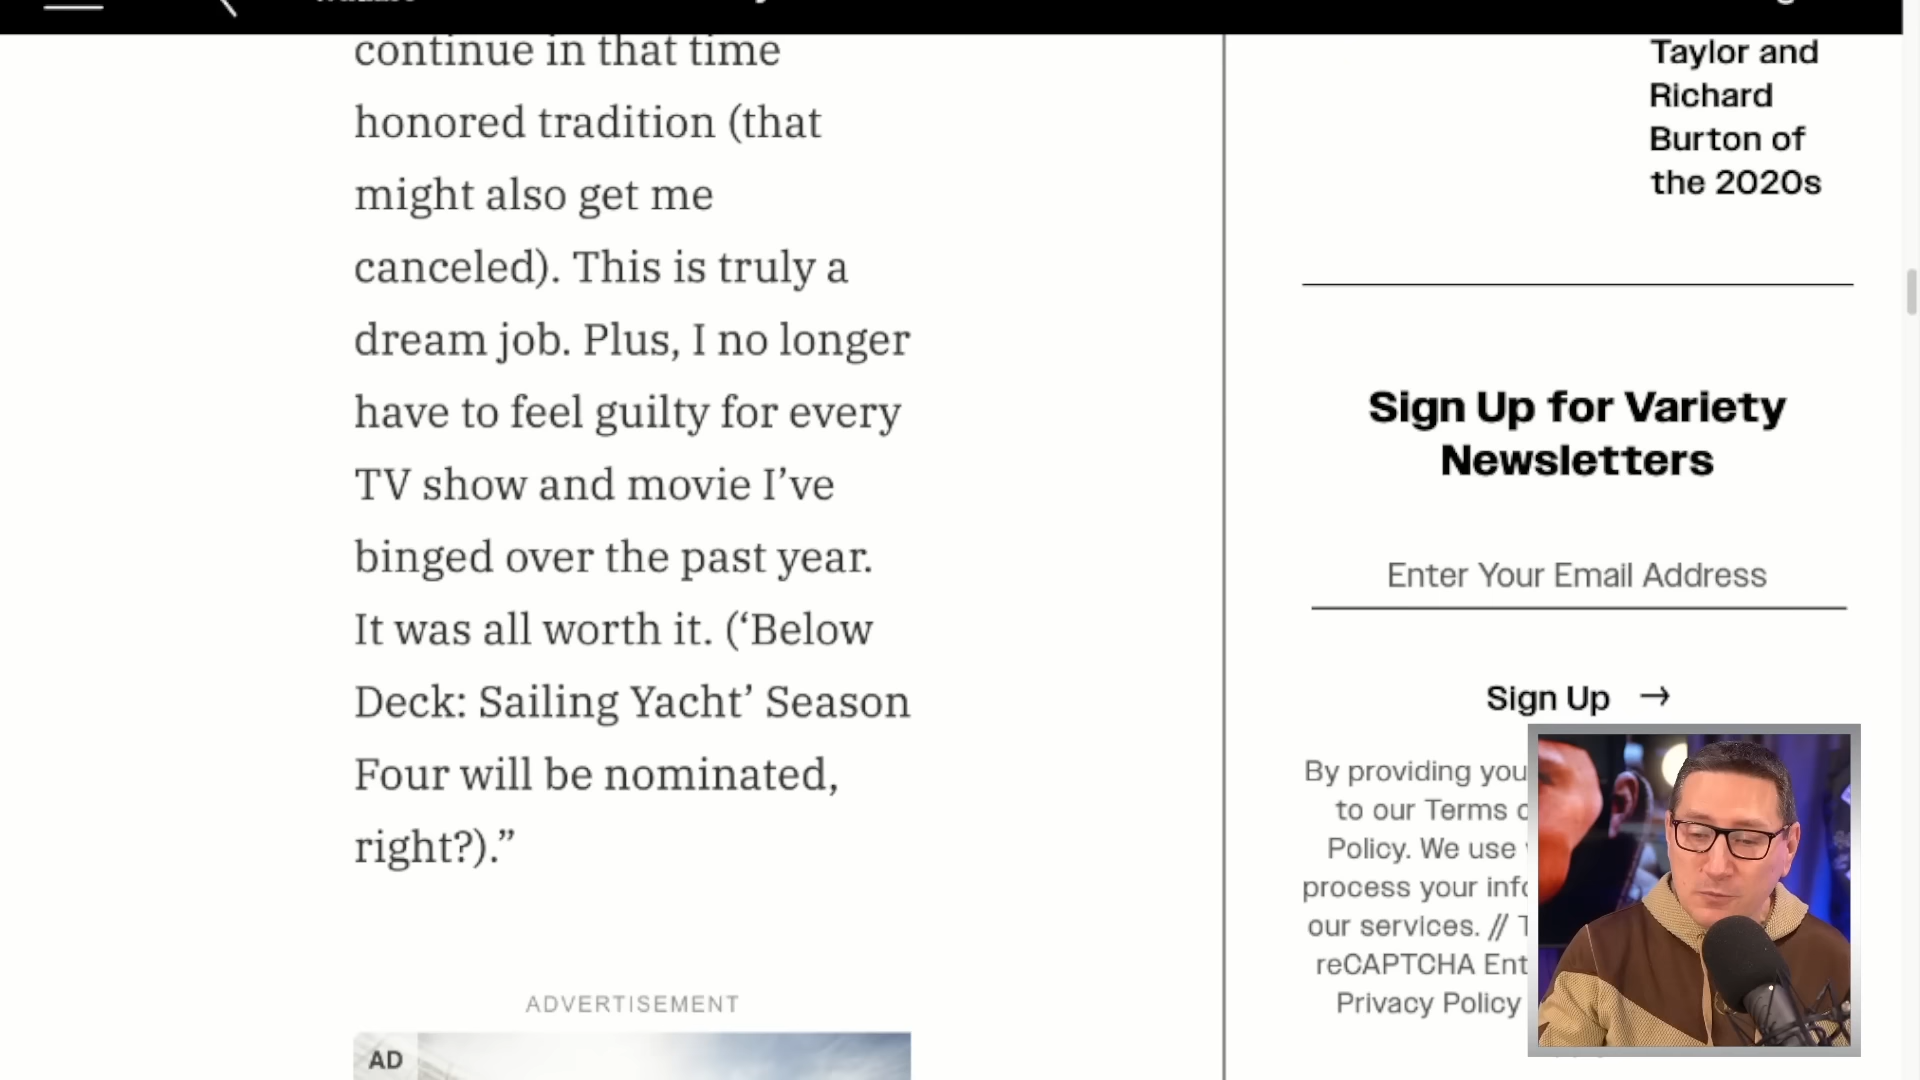 continue in that time
honored tradition (that
might also get me
canceled). This is truly a
dream job. Plus, I no longer
have to feel guilty for every
TV show and movie I’ve
binged over the past year.
It was all worth it. (‘Below
Deck: Sailing Yacht’ Season
Four will be nominated,
right?).”
ADVERTISEMENT
AD
Taylor and
Richard
Burton of
the 2020s
Sign Up for Variety
Newsletters
Enter Your Email Address
Sign Up →
By providing you
to our Terms
Policy. We use
process your
our services. //
reCAPTCHA Ent
Privacy Policy